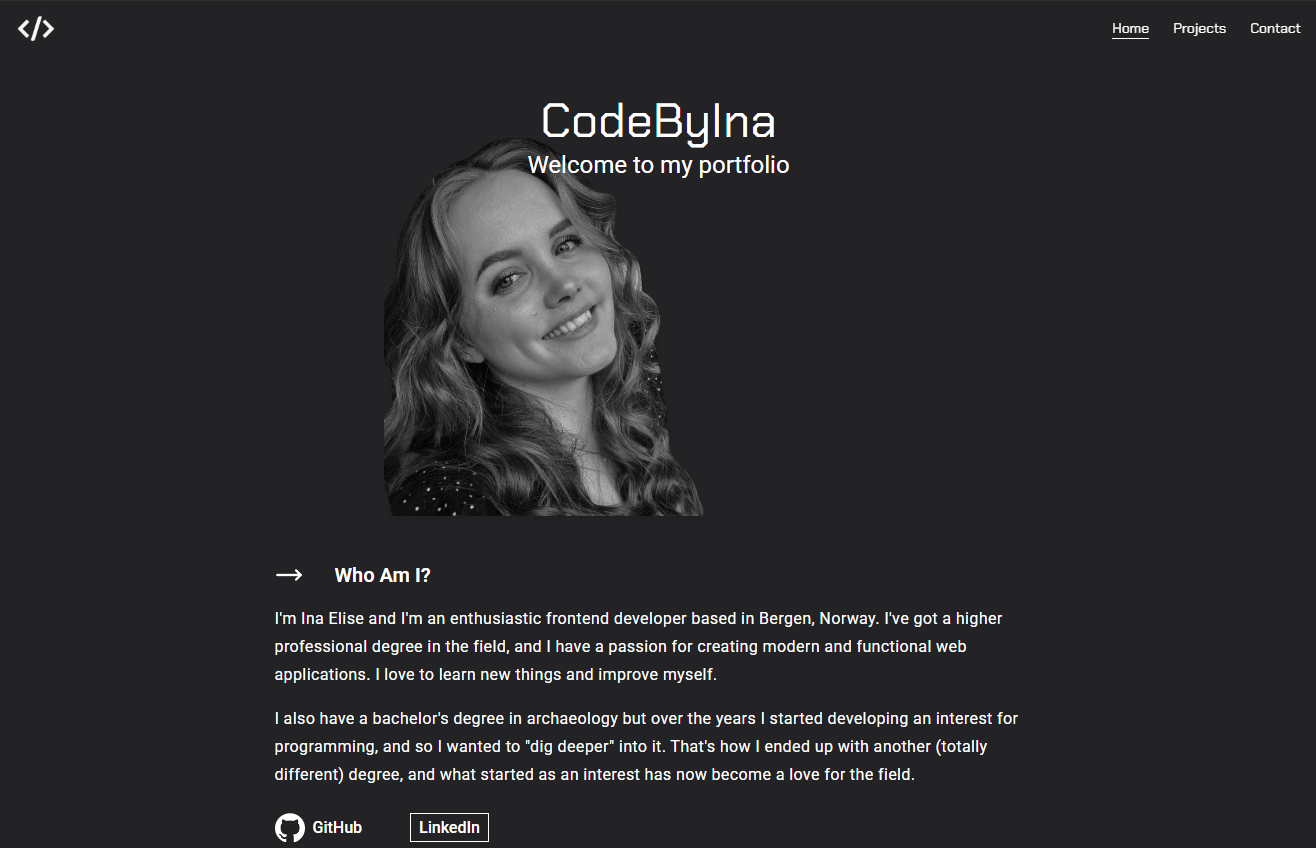 </>
Home Projects Contact
CodeByIna
Welcome to my portfolio
Who Am I?
I'm Ina Elise and I'm an enthusiastic frontend developer based in Bergen, Norway. I've got a higher
professional degree in the field, and I have a passion for creating modern and functional web
applications. I love to learn new things and improve myself.
I also have a bachelor's degree in archaeology but over the years I started developing an interest for
programming, and so I wanted to "dig deeper" into it. That's how I ended up with another (totally
different) degree, and what started as an interest has now become a love for the field.
GitHub LinkedIn